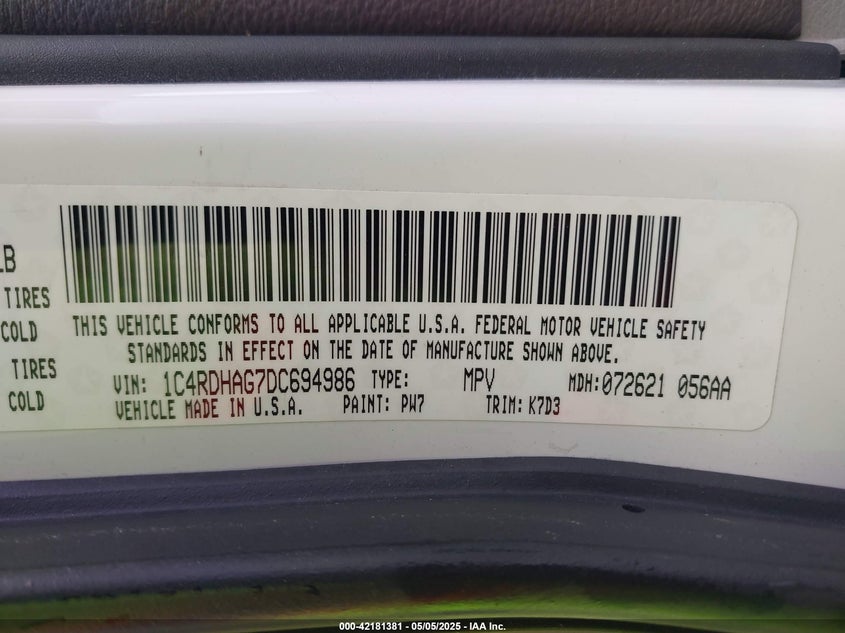 LB
TIRES
COLD
TIRES
COLD
THIS VEHICLE CONFORMS TO ALL APPLICABLE U.S.A. FEDERAL MOTOR VEHICLE SAFETY
STANDARDS IN EFFECT ON THE DATE OF MANUFACTURE SHOWN ABOVE.
VIN: 1C4RDHAG7DC694986 TYPE: MPV MDH:072621 056AA
VEHICLE MADE IN U.S.A. PAINT: PW7 TRIM: K7D3
000-42181381 - 05/05/2025 - IAA Inc.